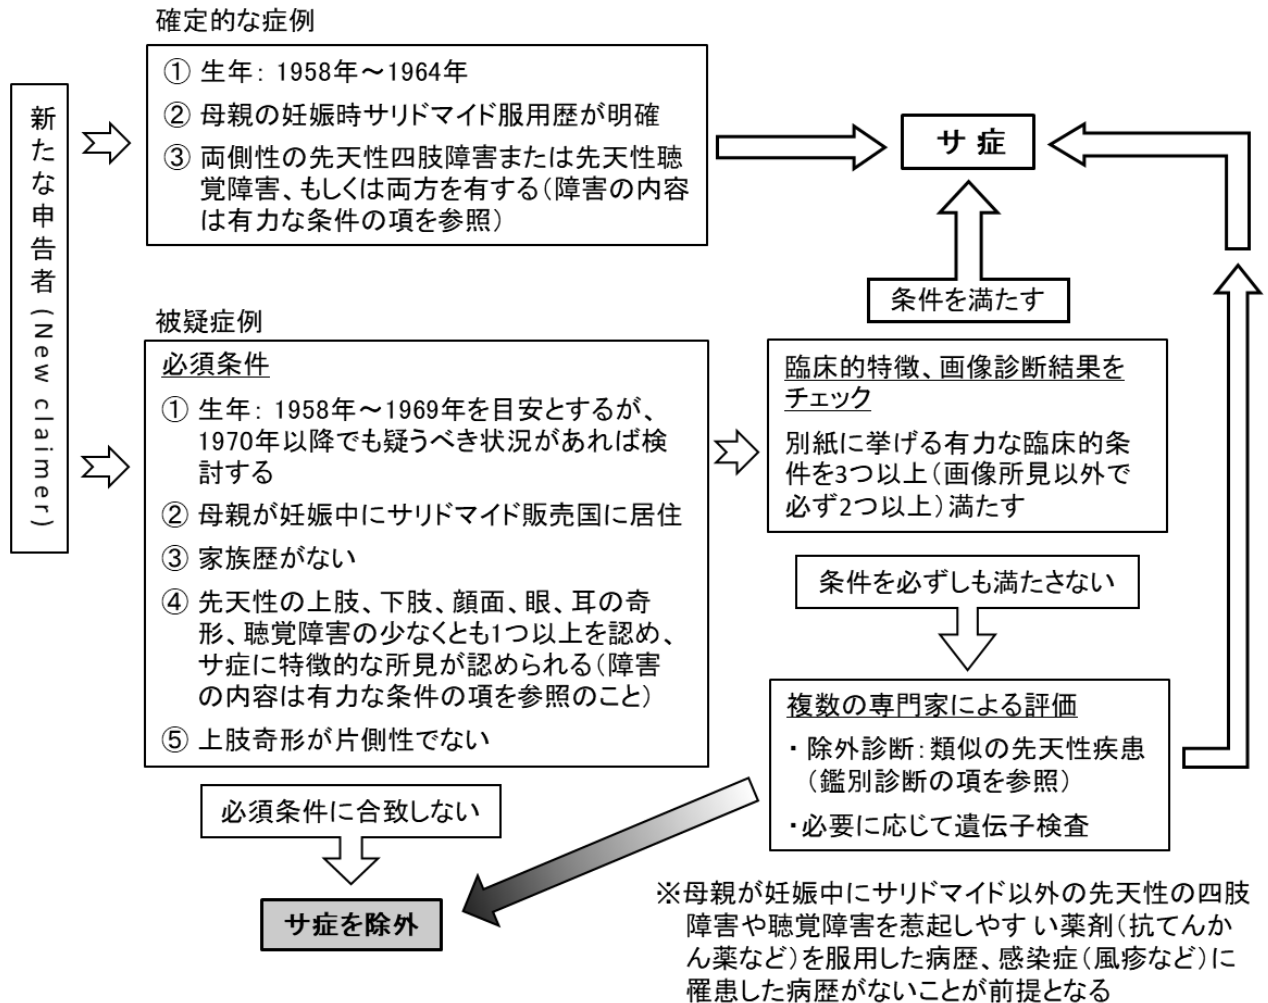 確定的な症例
① 生年： 1958年～1964年
② 母親の妊娠時サリドマイド服用歴が明確
③ 両側性の先天性四肢障害または先天性聴
覚障害、もしくは両方を有する（障害の内容
は有力な条件の項を参照）
新たな申告者 (New claimer)
サ 症
条件を満たす
被疑症例
必須条件
① 生年： 1958年～1969年を目安とするが、
1970年以降でも疑うべき状況があれば検
討する
② 母親が妊娠中にサリドマイド販売国に居住
③ 家族歴がない
④ 先天性の上肢、下肢、顔面、眼、耳の奇
形、聴覚障害の少なくとも1つ以上を認め、
サ症に特徴的な所見が認められる（障害
の内容は有力な条件の項を参照のこと）
⑤ 上肢奇形が片側性でない
臨床的特徴、画像診断結果を
チェック
別紙に挙げる有力な臨床的条
件を3つ以上（画像所見以外で
必ず2つ以上）満たす
条件を必ずしも満たさない
複数の専門家による評価
・ 除外診断：類似の先天性疾患
（鑑別診断の項を参照）
・必要に応じて遺伝子検査
必須条件に合致しない
サ症を除外
※母親が妊娠中にサリドマイド以外の先天性の四肢
障害や聴覚障害を惹起しやす い薬剤（抗てんか
ん薬など）を服用した病歴、感染症（風疹など）に
罹患した病歴がないことが前提となる